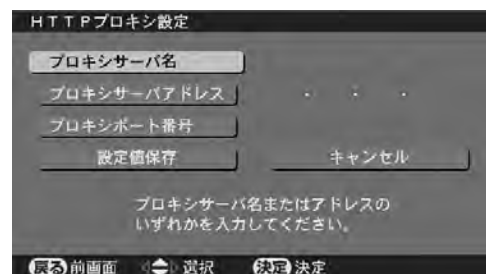 HTTPプロキシ設定
プロキシサーバ名
プロキシサーバアドレス . . .
プロキシポート番号
設定値保存 キャンセル
プロキシサーバ名またはアドレスの
いずれかを入力してください。
戻る 前画面 選択 決定 決定